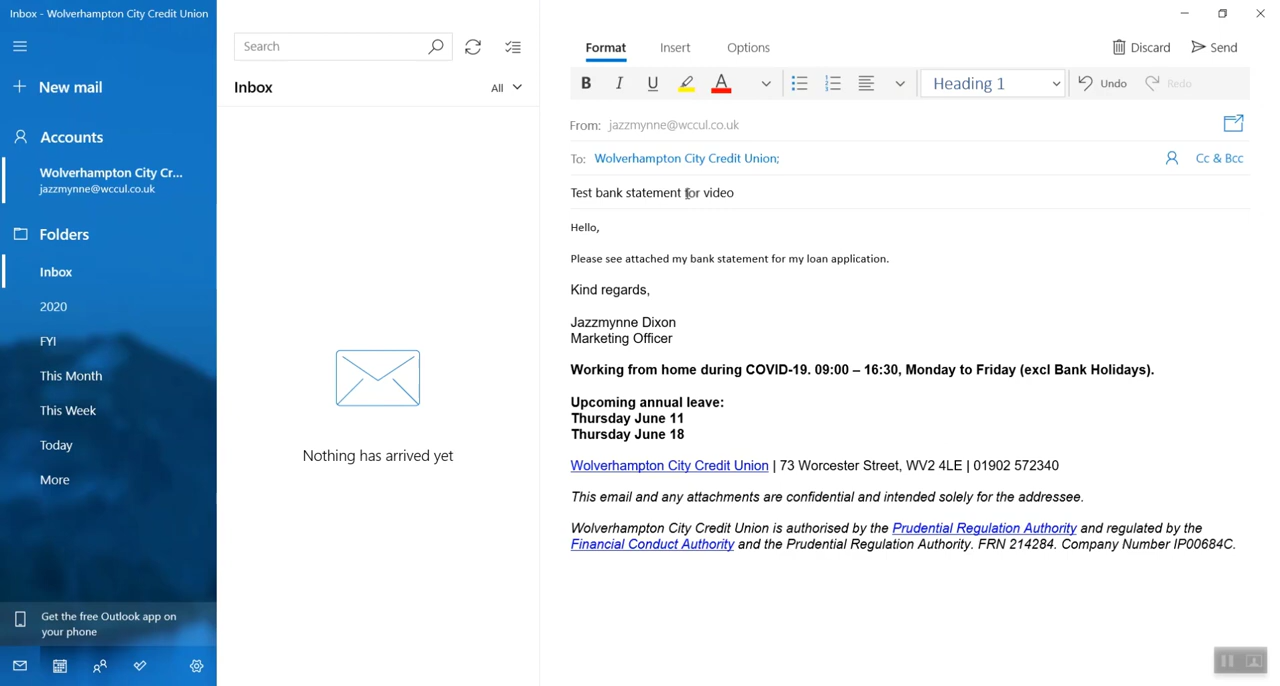 Inbox - Wolverhampton City Credit Union
New mail
Accounts
Wolverhampton City Cr...
jazzmynne@wccul.co.uk
Folders
Inbox
2020
FYI
This Month
This Week
Today
More
Get the free Outlook app on
your phone
Search
Inbox
All
Nothing has arrived yet
Format Insert Options
Discard Send
B I U A Heading 1 Undo Redo
From: jazzmynne@wccul.co.uk
To: Wolverhampton City Credit Union; Cc & Bcc
Test bank statement for video
Hello,
Please see attached my bank statement for my loan application.
Kind regards,
Jazzmynne Dixon
Marketing Officer
Working from home during COVID-19. 09:00 – 16:30, Monday to Friday (excl Bank Holidays).
Upcoming annual leave:
Thursday June 11
Thursday June 18
Wolverhampton City Credit Union | 73 Worcester Street, WV2 4LE | 01902 572340
This email and any attachments are confidential and intended solely for the addressee.
Wolverhampton City Credit Union is authorised by the Prudential Regulation Authority and regulated by the
Financial Conduct Authority and the Prudential Regulation Authority. FRN 214284. Company Number IP00684C.